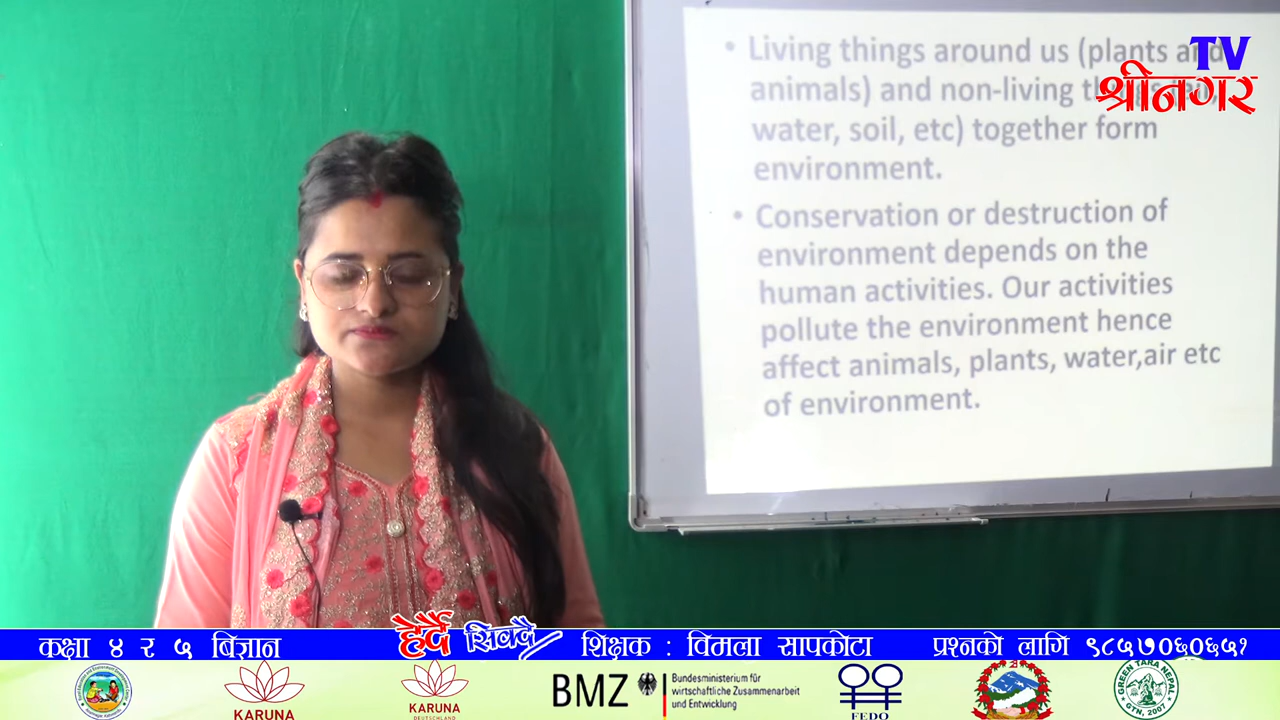 • Living things around us (plants and
animals) and non-living things (air,
water, soil, etc) together form
environment.
• Conservation or destruction of
environment depends on the
human activities. Our activities
pollute the environment hence
affect animals, plants, water,air etc
of environment.
TV
श्रीनगर
कक्षा ४ र ५ बिज्ञान
हेर्दै सिक्दै
शिक्षक : विमला सापकोटा
प्रश्नको लागि ९८५७०६०६५१
KARUNA
KARUNA
DEUTSCHLAND
BMZ
Bundesministerium für
wirtschaftliche Zusammenarbeit
und Entwicklung
FEDO
GREEN TARA NEPAL
GTN, 2007